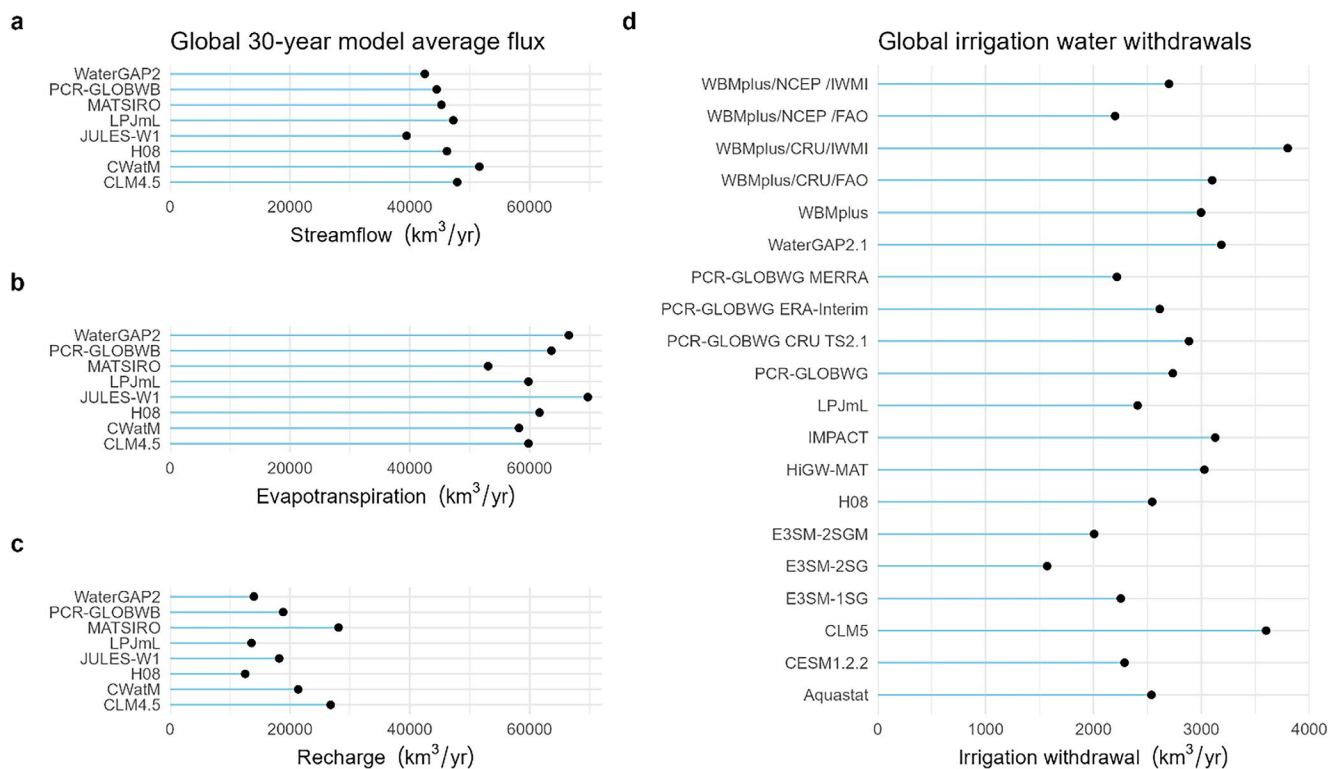 a
Global 30-year model average flux
WaterGAP2
PCR-GLOBWB
MATSIRO
LPJmL
JULES-W1
H08
CWatM
CLM4.5
0 20000 40000 60000
Streamflow (km³/yr)
b
WaterGAP2
PCR-GLOBWB
MATSIRO
LPJmL
JULES-W1
H08
CWatM
CLM4.5
0 20000 40000 60000
Evapotranspiration (km³/yr)
c
WaterGAP2
PCR-GLOBWB
MATSIRO
LPJmL
JULES-W1
H08
CWatM
CLM4.5
0 20000 40000 60000
Recharge (km³/yr)
d
Global irrigation water withdrawals
WBMplus/NCEP /IWMI
WBMplus/NCEP /FAO
WBMplus/CRU/IWMI
WBMplus/CRU/FAO
WBMplus
WaterGAP2.1
PCR-GLOBWG MERRA
PCR-GLOBWG ERA-Interim
PCR-GLOBWG CRU TS2.1
PCR-GLOBWG
LPJmL
IMPACT
HiGW-MAT
H08
E3SM-2SGM
E3SM-2SG
E3SM-1SG
CLM5
CESM1.2.2
Aquastat
0 1000 2000 3000 4000
Irrigation withdrawal (km³/yr)